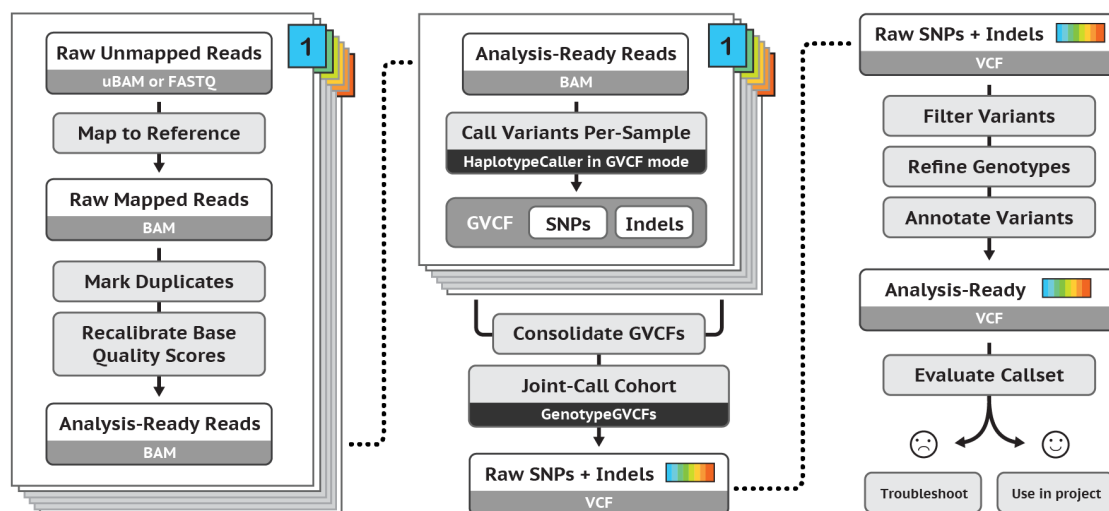 1
Raw Unmapped Reads
uBAM or FASTQ
Map to Reference
Raw Mapped Reads
BAM
Mark Duplicates
Recalibrate Base
Quality Scores
Analysis-Ready Reads
BAM
1
Analysis-Ready Reads
BAM
Call Variants Per-Sample
HaplotypeCaller in GVCF mode
GVCF SNPs Indels
Consolidate GVCFs
Joint-Call Cohort
GenotypeGVCFs
Raw SNPs + Indels
VCF
Raw SNPs + Indels
VCF
Filter Variants
Refine Genotypes
Annotate Variants
Analysis-Ready
VCF
Evaluate Callset
Troubleshoot
Use in project